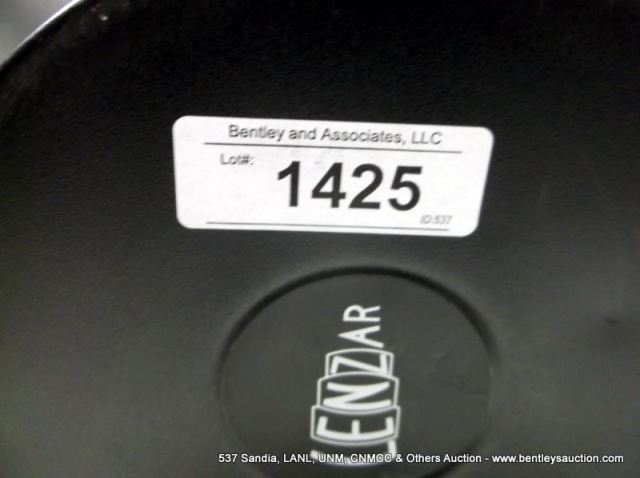 Bentley and Associates, LLC
Lot#:
1425
ID:537
LENZAR
537 Sandia, LANL, UNM, CNMCC & Others Auction - www.bentleysauction.com